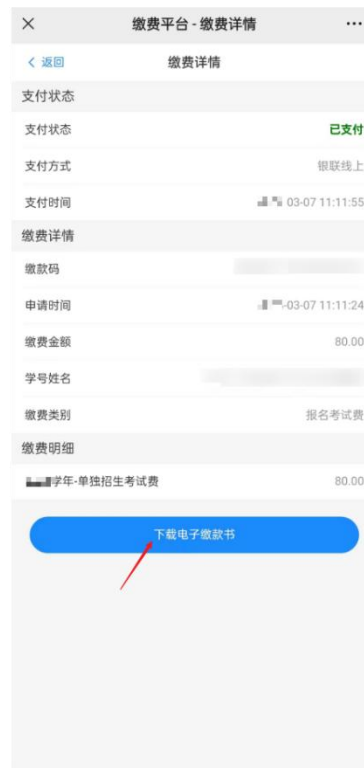 缴费平台 - 缴费详情
返回 缴费详情
支付状态
支付状态 已支付
支付方式 银联线上
支付时间 03-07 11:11:55
缴费详情
缴款码
申请时间 -03-07 11:11:24
缴费金额 80.00
学号姓名
缴费类别 报名考试费
缴费明细
学年-单独招生考试费 80.00
下载电子缴款书